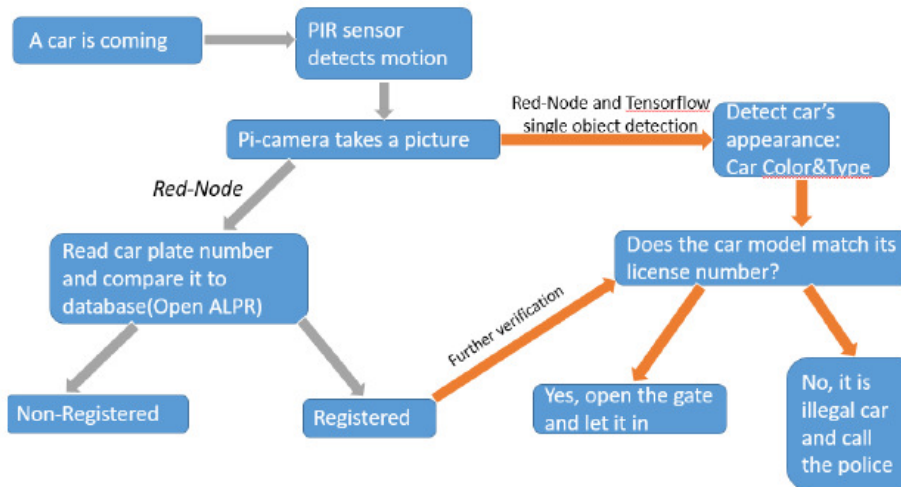 A car is coming
PIR sensor
detects motion
Red-Node and Tensorflow
single object detection
Pi-camera takes a picture
Detect car's
appearance:
Car Color&Type
Red-Node
Read car plate number
and compare it to
database(Open ALPR)
Does the car model match its
license number?
Further verification
Non-Registered
Registered
Yes, open the gate
and let it in
No, it is
illegal car
and call
the police